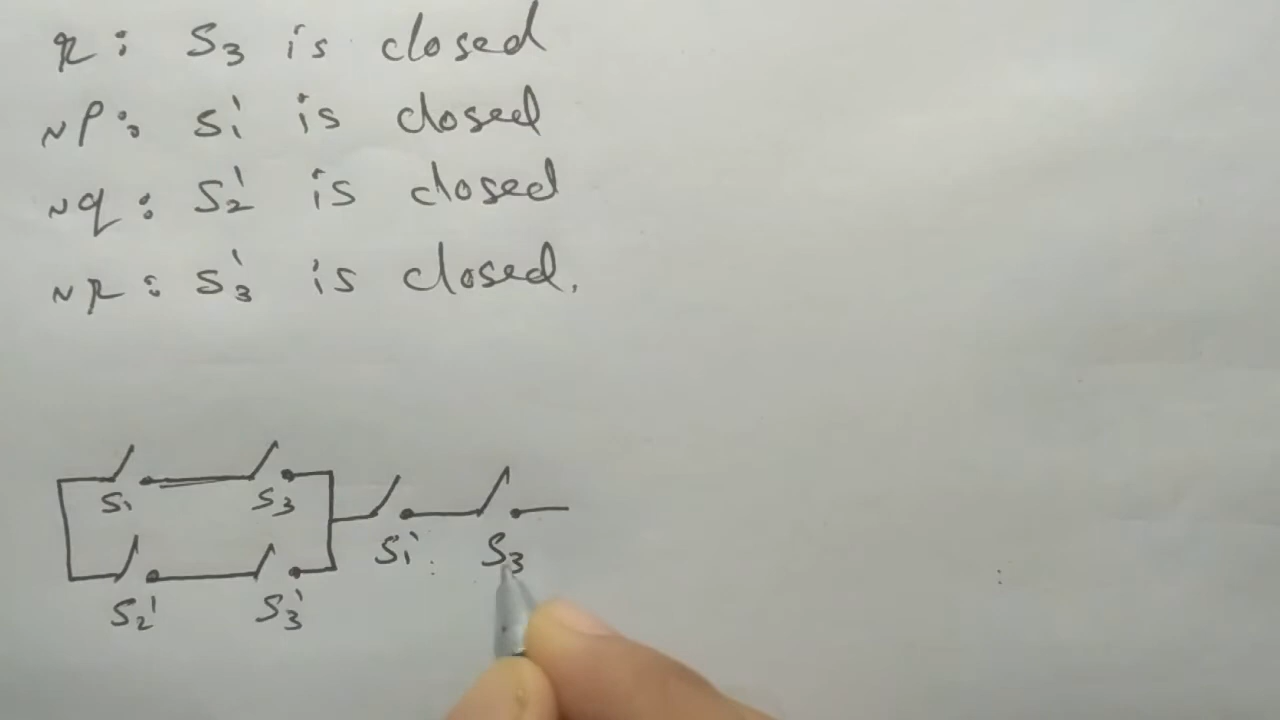 r : S3 is closed
~p : S1' is closed
~q : S2' is closed
~r : S3' is closed.
S1 S3
S1' S3
S2' S3'